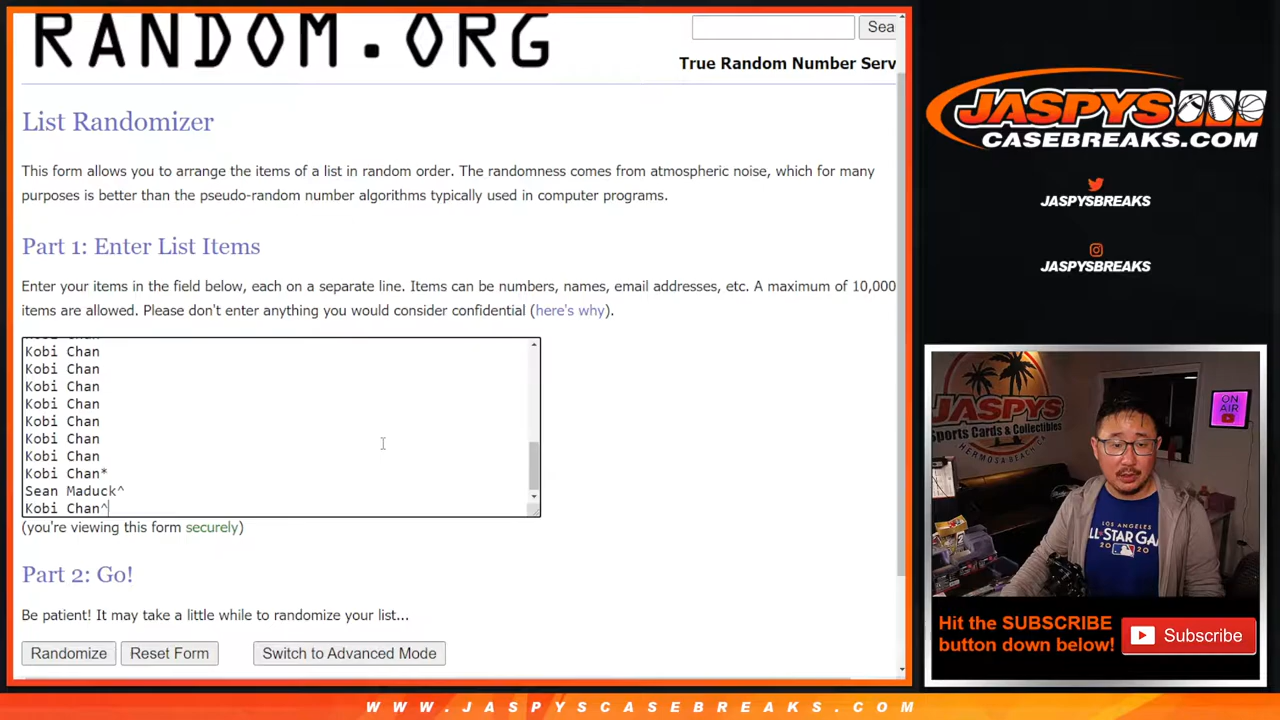 RANDOM.ORG
Sea
True Random Number Serv
List Randomizer
This form allows you to arrange the items of a list in random order. The randomness comes from atmospheric noise, which for many
purposes is better than the pseudo-random number algorithms typically used in computer programs.
Part 1: Enter List Items
Enter your items in the field below, each on a separate line. Items can be numbers, names, email addresses, etc. A maximum of 10,000
items are allowed. Please don't enter anything you would consider confidential (here's why).
Kobi Chan
Kobi Chan
Kobi Chan
Kobi Chan
Kobi Chan
Kobi Chan
Kobi Chan
Kobi Chan
Kobi Chan*
Sean Maduck^
Kobi Chan^
(you're viewing this form securely)
Part 2: Go!
Be patient! It may take a little while to randomize your list...
Randomize Reset Form Switch to Advanced Mode
JASPYS
CASEBREAKS.COM
JASPYSBREAKS
JASPYSBREAKS
JASPYS
Sports Cards & Collectibles
HERMOSA BEACH, CA
ON AIR
LOS ANGELES
ALL-STAR GA
2020
Hit the SUBSCRIBE
button down below!
Subscribe
WWW.JASPYSCASEBREAKS.COM